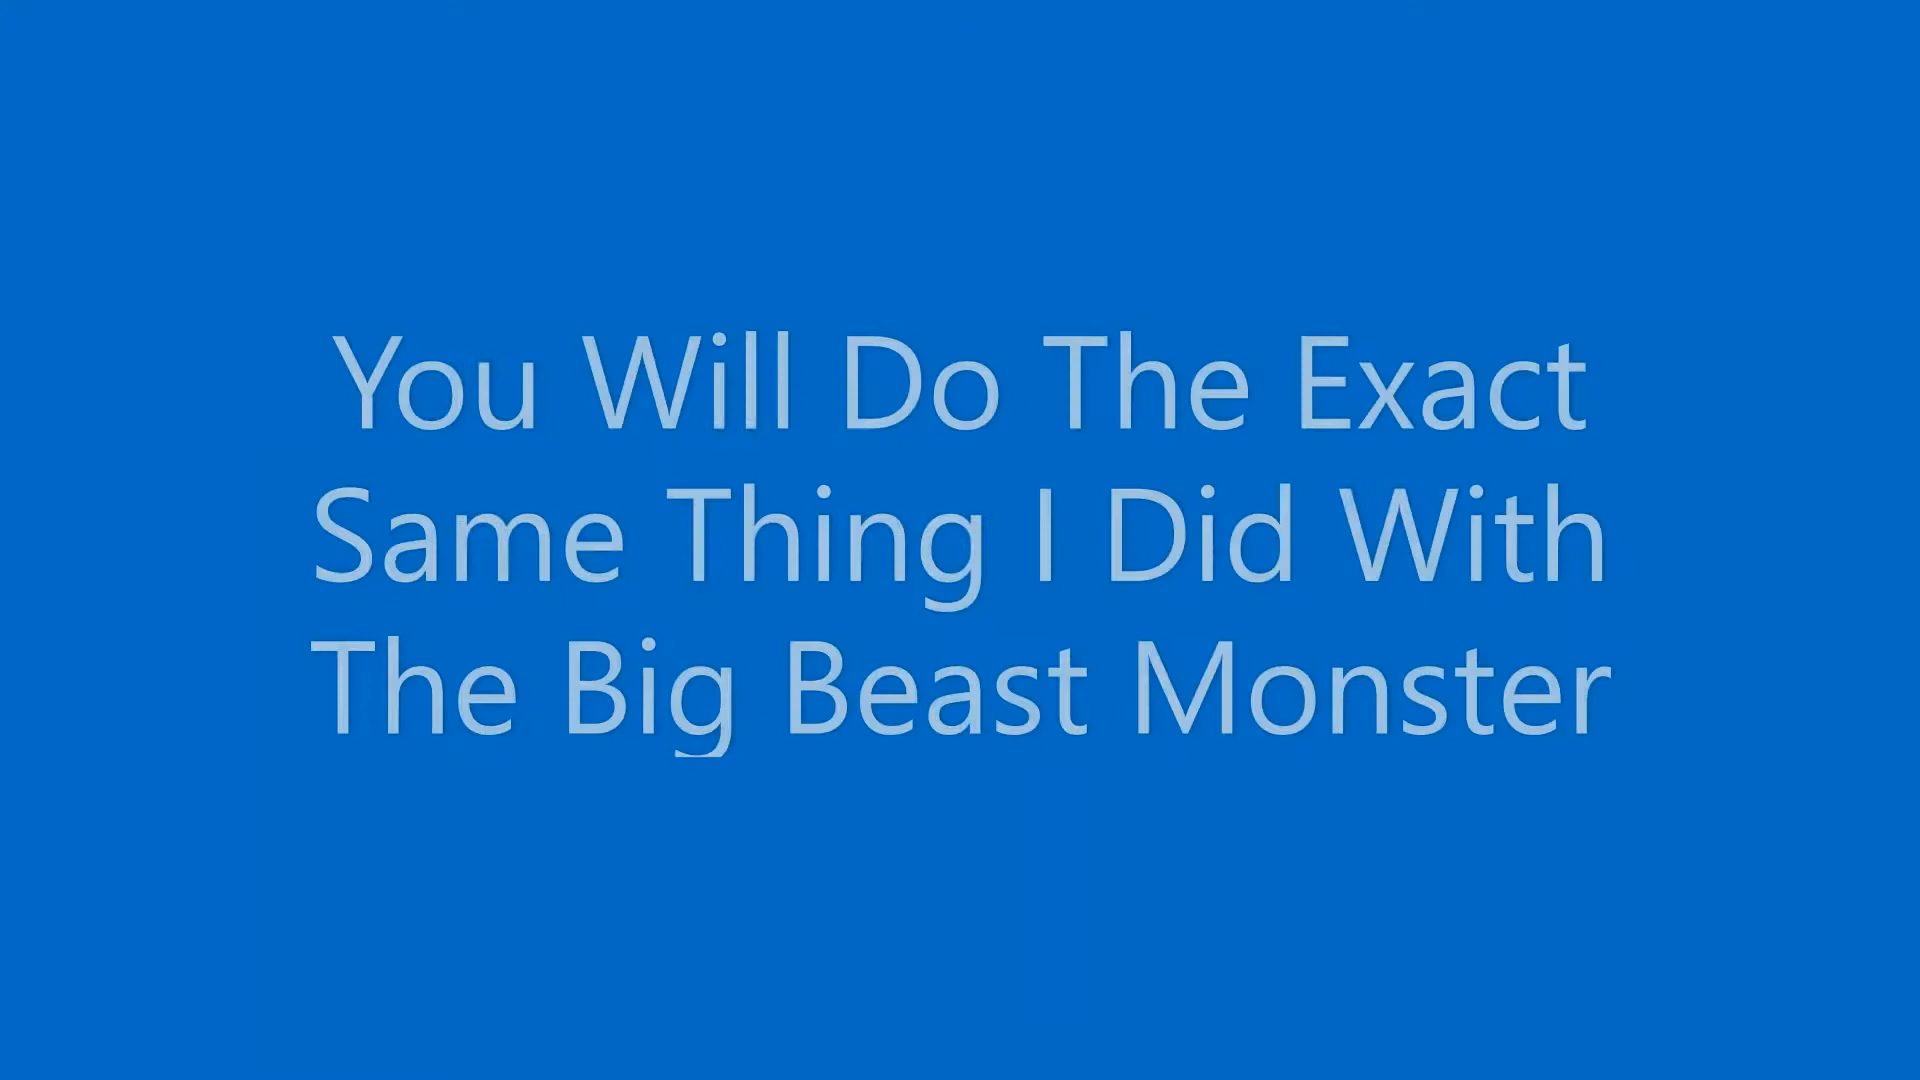 You Will Do The Exact
Same Thing I Did With
The Big Beast Monster